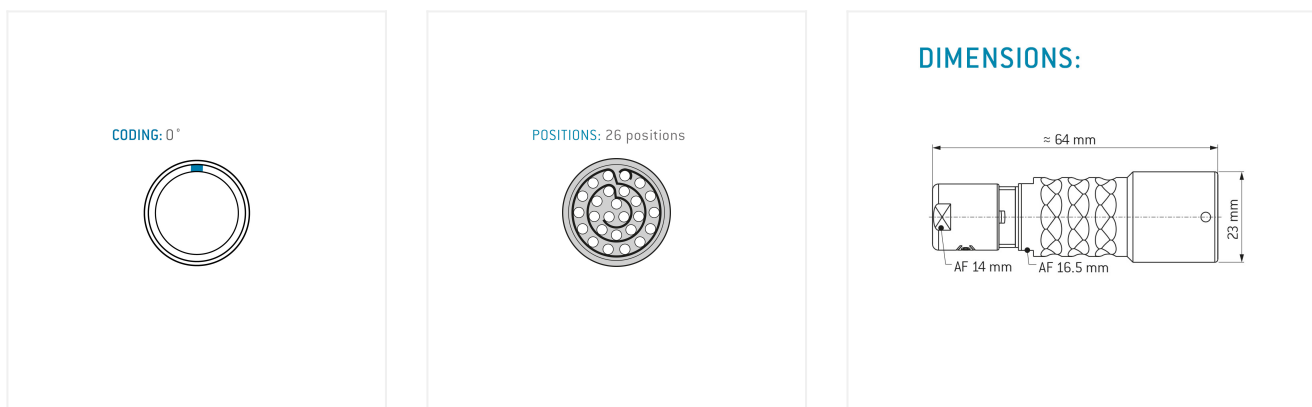 CODING: 0°
POSITIONS: 26 positions
DIMENSIONS:
≈ 64 mm
23 mm
AF 14 mm
AF 16.5 mm